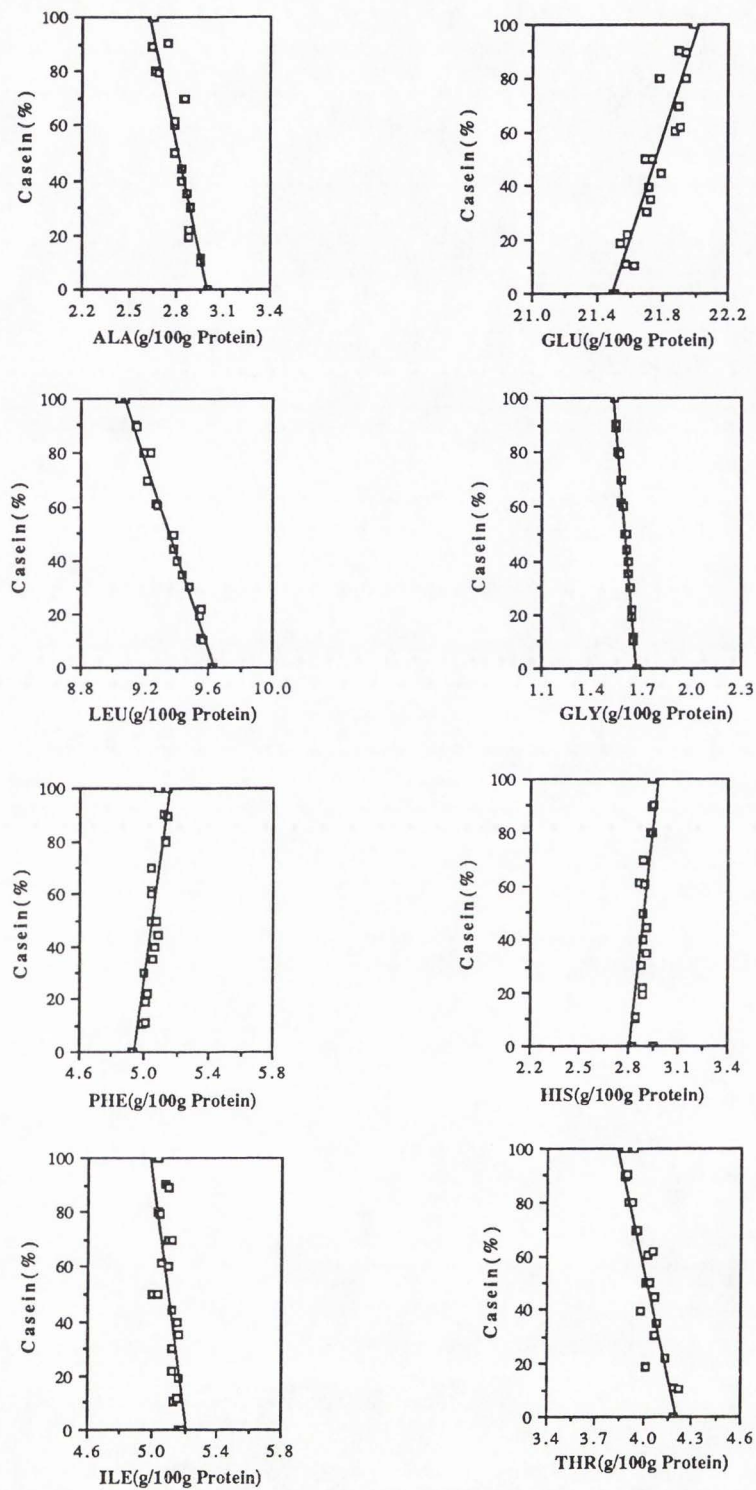 100
80
60
40
20
0
Casein(%)
2.2 2.5 2.8 3.1 3.4
ALA(g/100g Protein)
100
80
60
40
20
0
Casein(%)
21.0 21.4 21.8 22.2
GLU(g/100g Protein)
100
80
60
40
20
0
Casein(%)
8.8 9.2 9.6 10.0
LEU(g/100g Protein)
100
80
60
40
20
0
Casein(%)
1.1 1.4 1.7 2.0 2.3
GLY(g/100g Protein)
100
80
60
40
20
0
Casein(%)
4.6 5.0 5.4 5.8
PHE(g/100g Protein)
100
80
60
40
20
0
Casein(%)
2.2 2.5 2.8 3.1 3.4
HIS(g/100g Protein)
100
80
60
40
20
0
Casein(%)
4.6 5.0 5.4 5.8
ILE(g/100g Protein)
100
80
60
40
20
0
Casein(%)
3.4 3.7 4.0 4.3 4.6
THR(g/100g Protein)